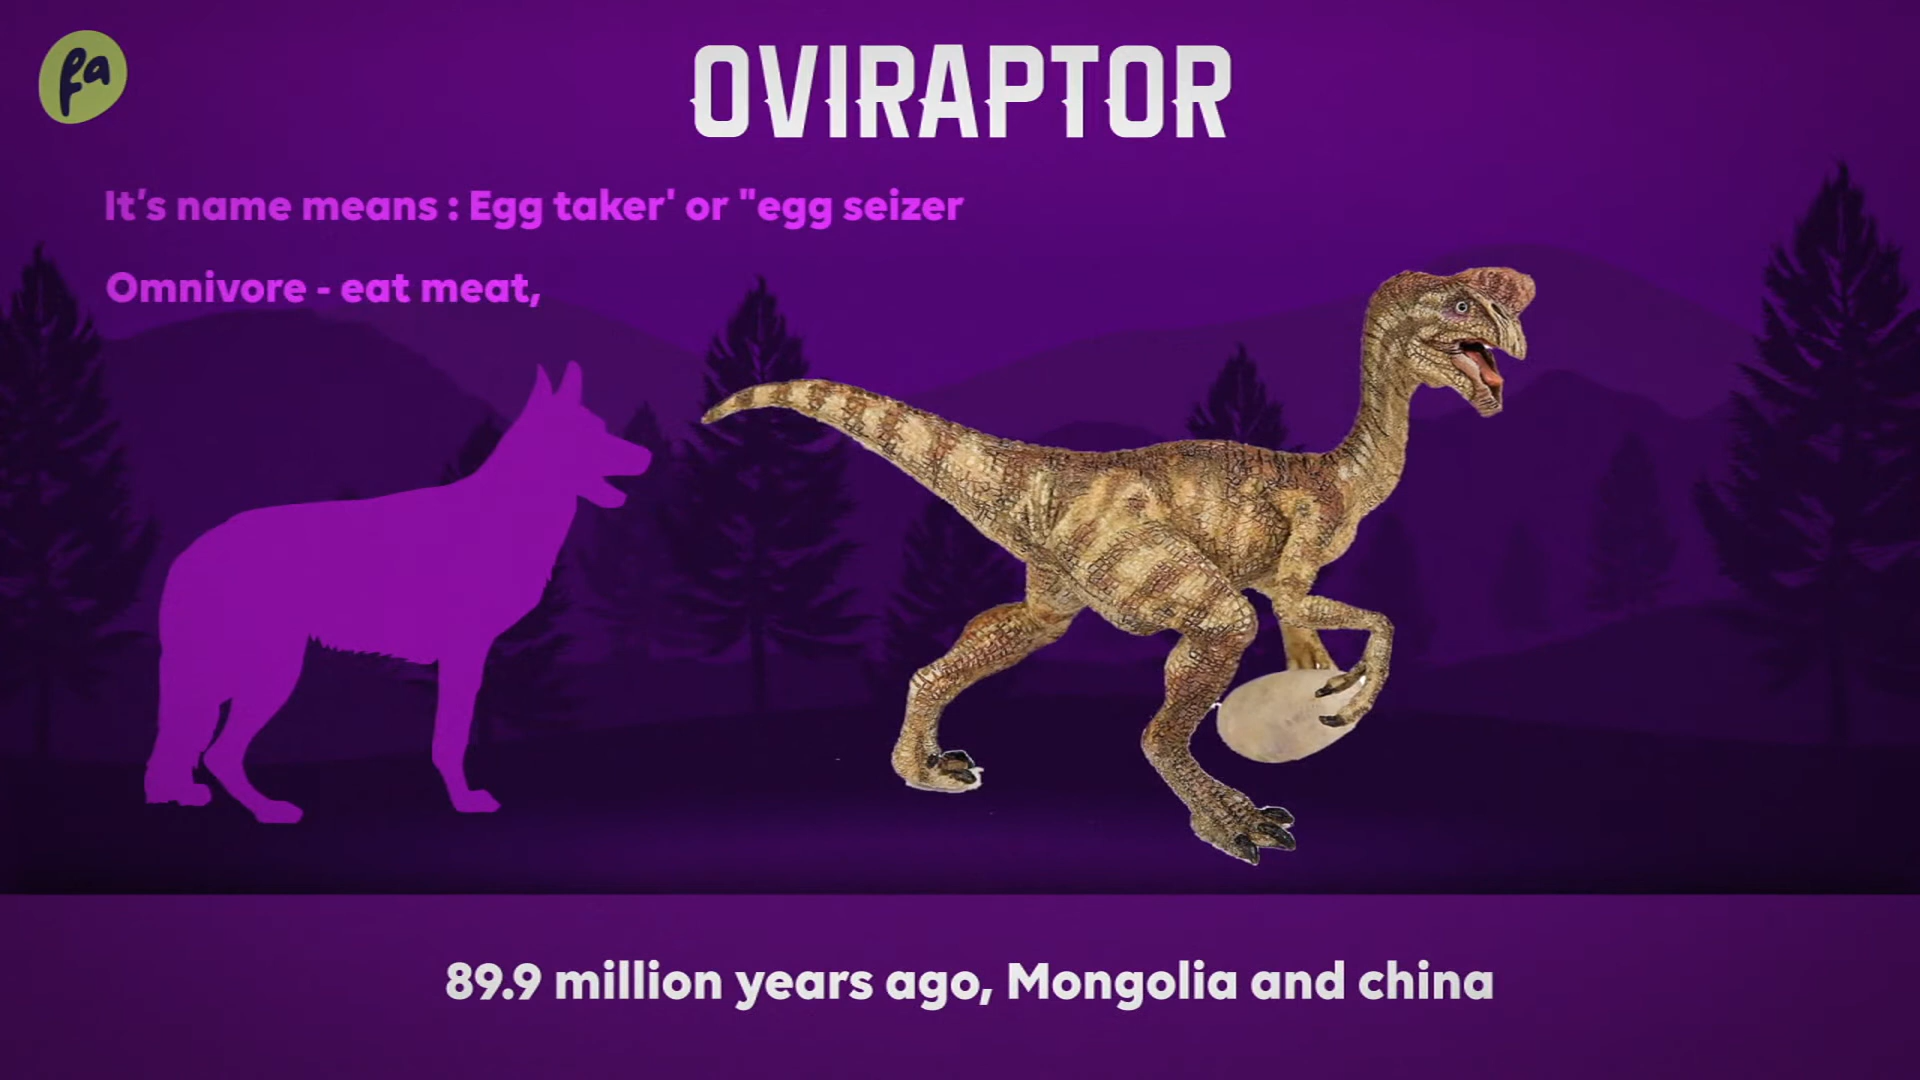 fa
OVIRAPTOR
It's name means : Egg taker' or "egg seizer
Omnivore - eat meat,
89.9 million years ago, Mongolia and china